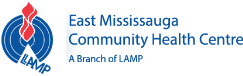 East Mississauga
Community Health Centre
A Branch of LAMP
LAMP